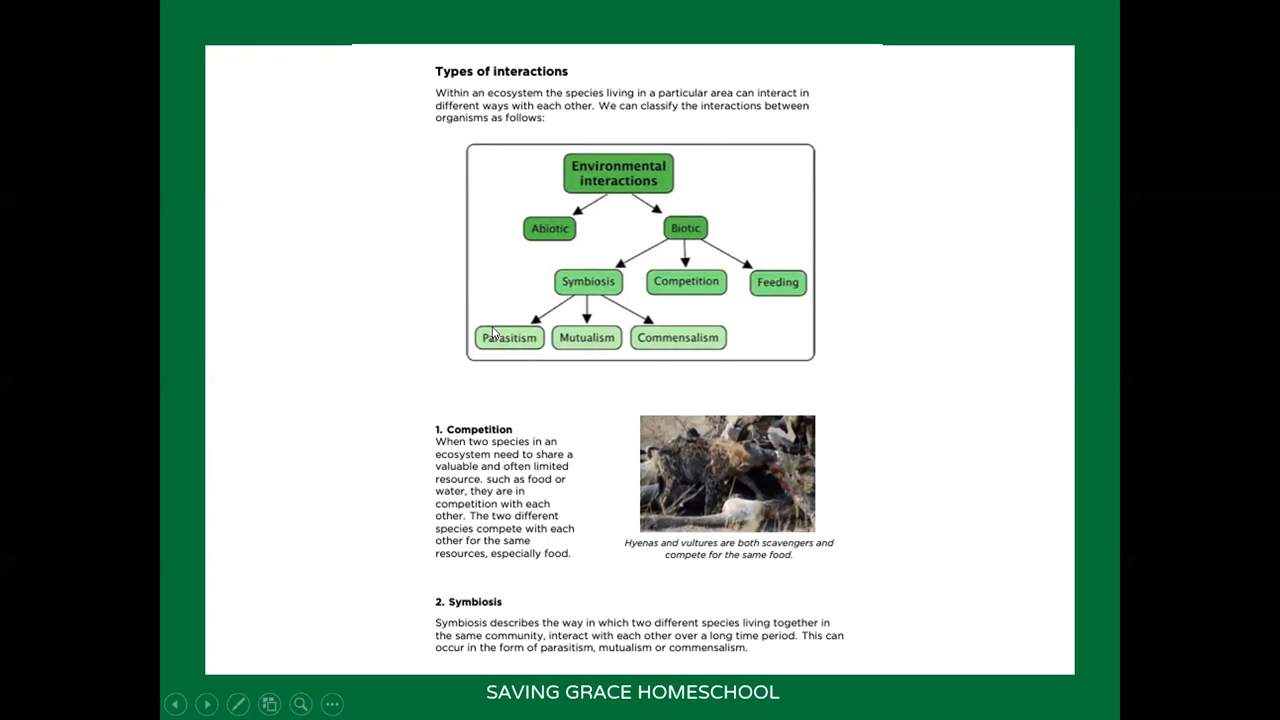 Types of interactions
Within an ecosystem the species living in a particular area can interact in
different ways with each other. We can classify the interactions between
organisms as follows:
Environmental
interactions
Abiotic
Biotic
Symbiosis
Competition
Feeding
Parasitism
Mutualism
Commensalism
1. Competition
When two species in an
ecosystem need to share a
valuable and often limited
resource. such as food or
water, they are in
competition with each
other. The two different
species compete with each
other for the same
resources, especially food.
Hyenas and vultures are both scavengers and
compete for the same food.
2. Symbiosis
Symbiosis describes the way in which two different species living together in
the same community, interact with each other over a long time period. This can
occur in the form of parasitism, mutualism or commensalism.
SAVING GRACE HOMESCHOOL